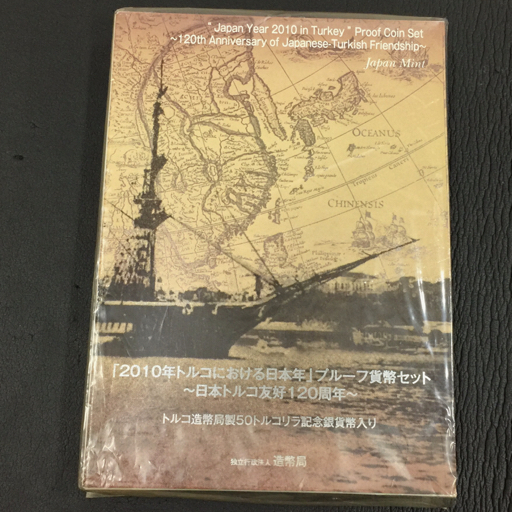 "Japan Year 2010 in Turkey" Proof Coin Set
~120th Anniversary of Japanese-Turkish Friendship~
Japan Mint
OCEANUS
CHINENSIS
「2010年トルコにおける日本年」プルーフ貨幣セット
~日本トルコ友好120周年~
トルコ造幣局製50トルコリラ記念銀貨幣入り
独立行政法人 造幣局